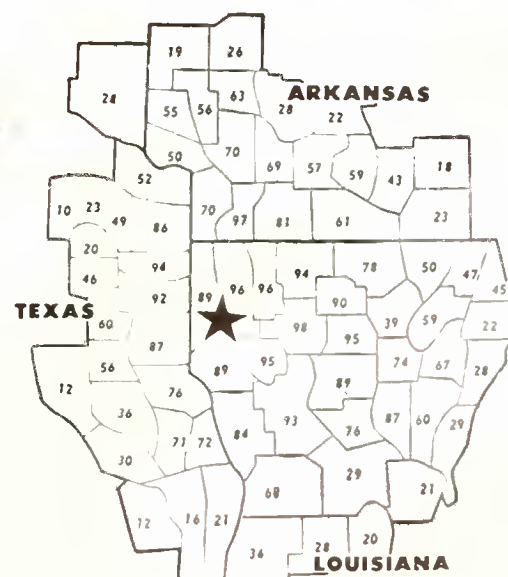 19 26
24 63 ARKANSAS
55 56 28 22
50 70 69 57 59 43 18
52
10 23 49 86 70 97 81 61 23
20 94 94 78 50 47
46 92 89 96 96 90 45
TEXAS 60 98 39 59 22
87 95
56 89 95 74 67 28
12 76 89
36 84 93 76 87 60 29
71 72
30 68 29 21
12 16 21 20
36 28
LOUISIANA